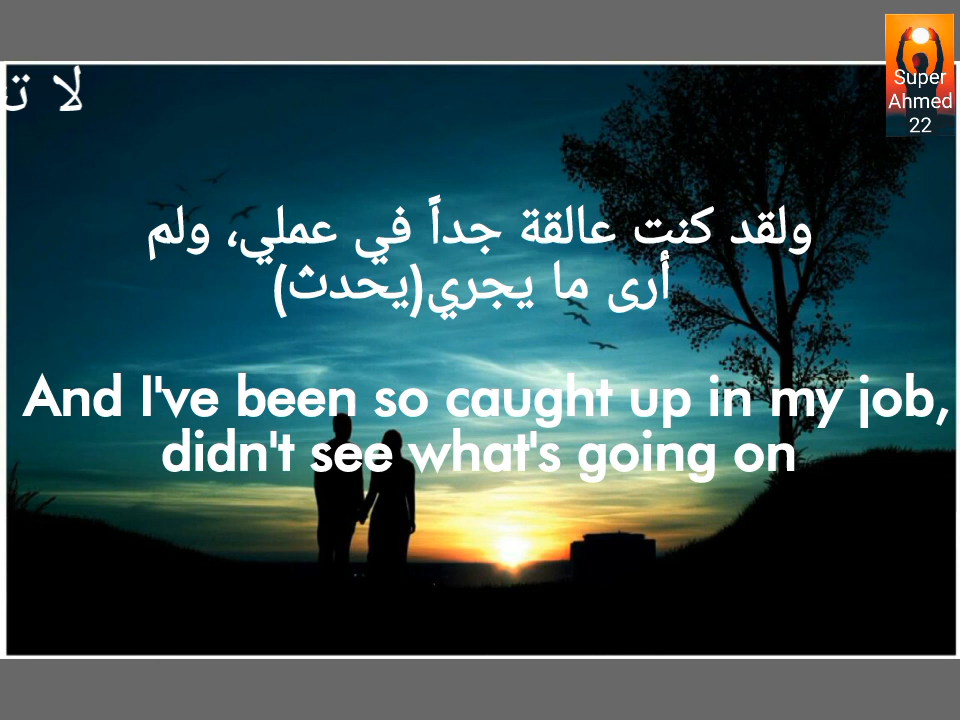 Super
Ahmed
22
لا
ولقد كنت عالقة جداً في عملي، ولم
أرى ما يجري(يحدث)
And I've been so caught up in my job,
didn't see what's going on